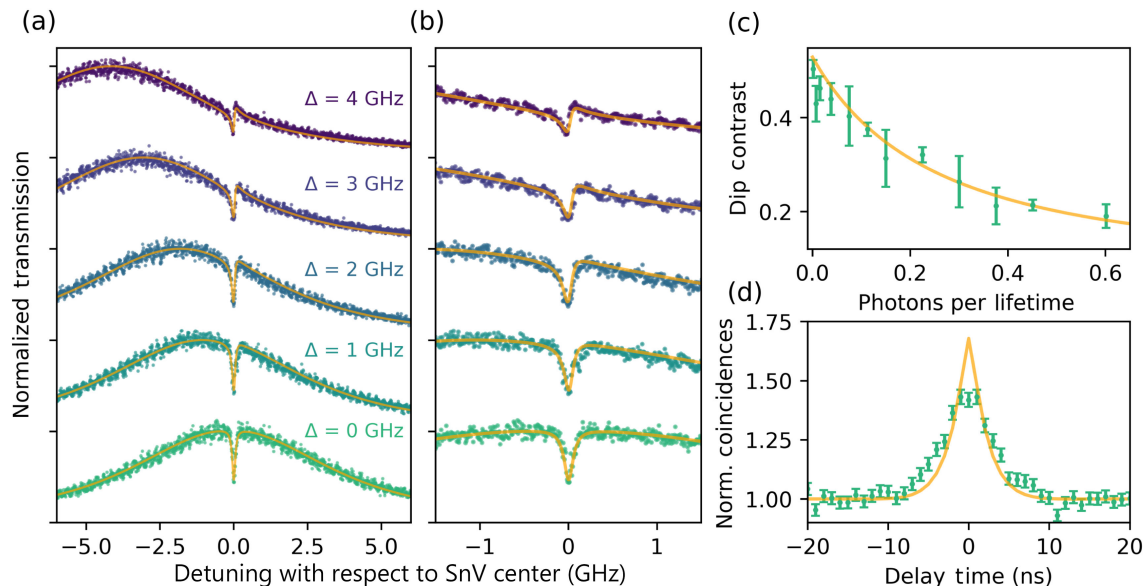 (a)
Δ = 4 GHz
Δ = 3 GHz
Δ = 2 GHz
Δ = 1 GHz
Δ = 0 GHz
Normalized transmission
−5.0 −2.5 0.0 2.5 5.0
(b)
−1 0 1
Detuning with respect to SnV center (GHz)
(c)
Dip contrast
0.4
0.2
0.0 0.2 0.4 0.6
Photons per lifetime
(d)
Norm. coincidences
1.75
1.50
1.25
1.00
−20 −10 0 10 20
Delay time (ns)